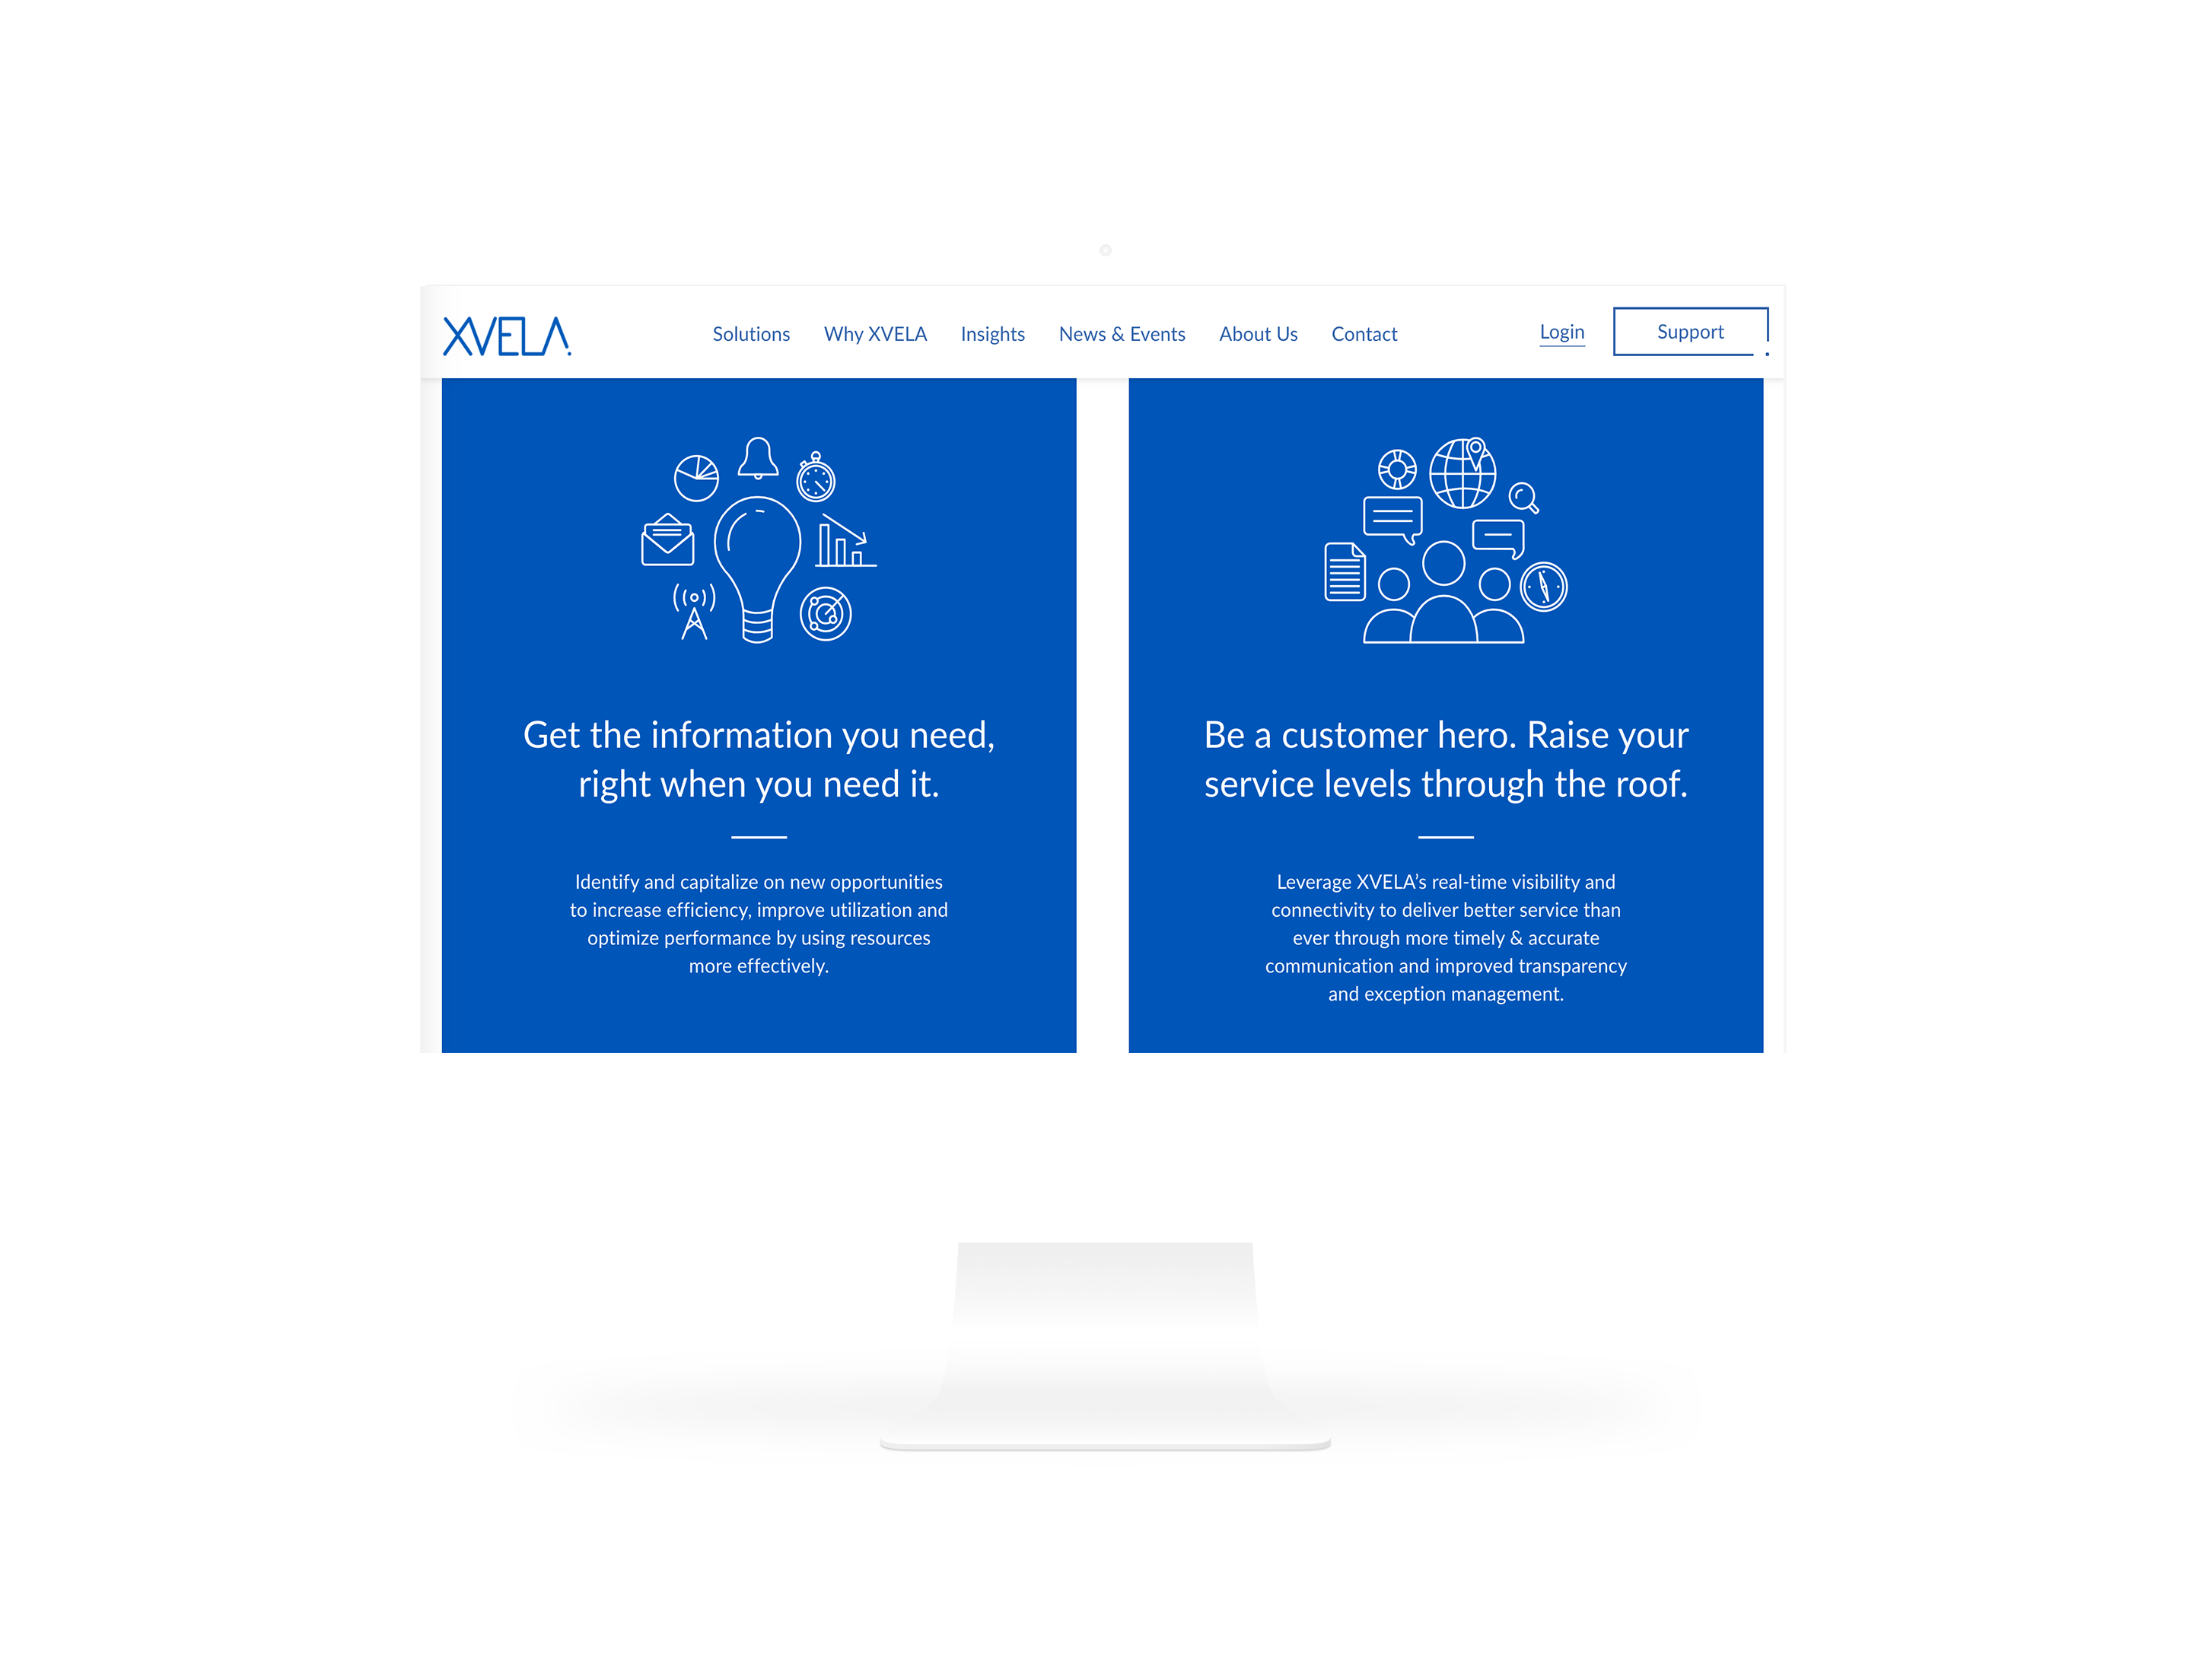 XVELA
Solutions Why XVELA Insights News & Events About Us Contact Login Support
Get the information you need,
right when you need it.
Identify and capitalize on new opportunities
to increase efficiency, improve utilization and
optimize performance by using resources
more effectively.
Be a customer hero. Raise your
service levels through the roof.
Leverage XVELA’s real-time visibility and
connectivity to deliver better service than
ever through more timely & accurate
communication and improved transparency
and exception management.